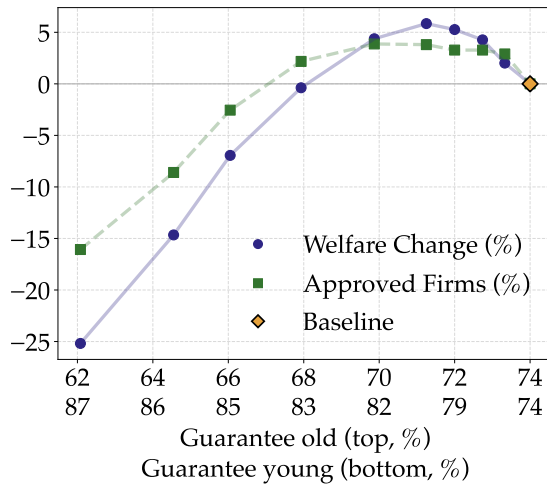 5
0
−5
−10
−15
−20
−25
Welfare Change (%)
Approved Firms (%)
Baseline
62 64 66 68 70 72 74
87 86 85 83 82 79 74
Guarantee old (top, %)
Guarantee young (bottom, %)